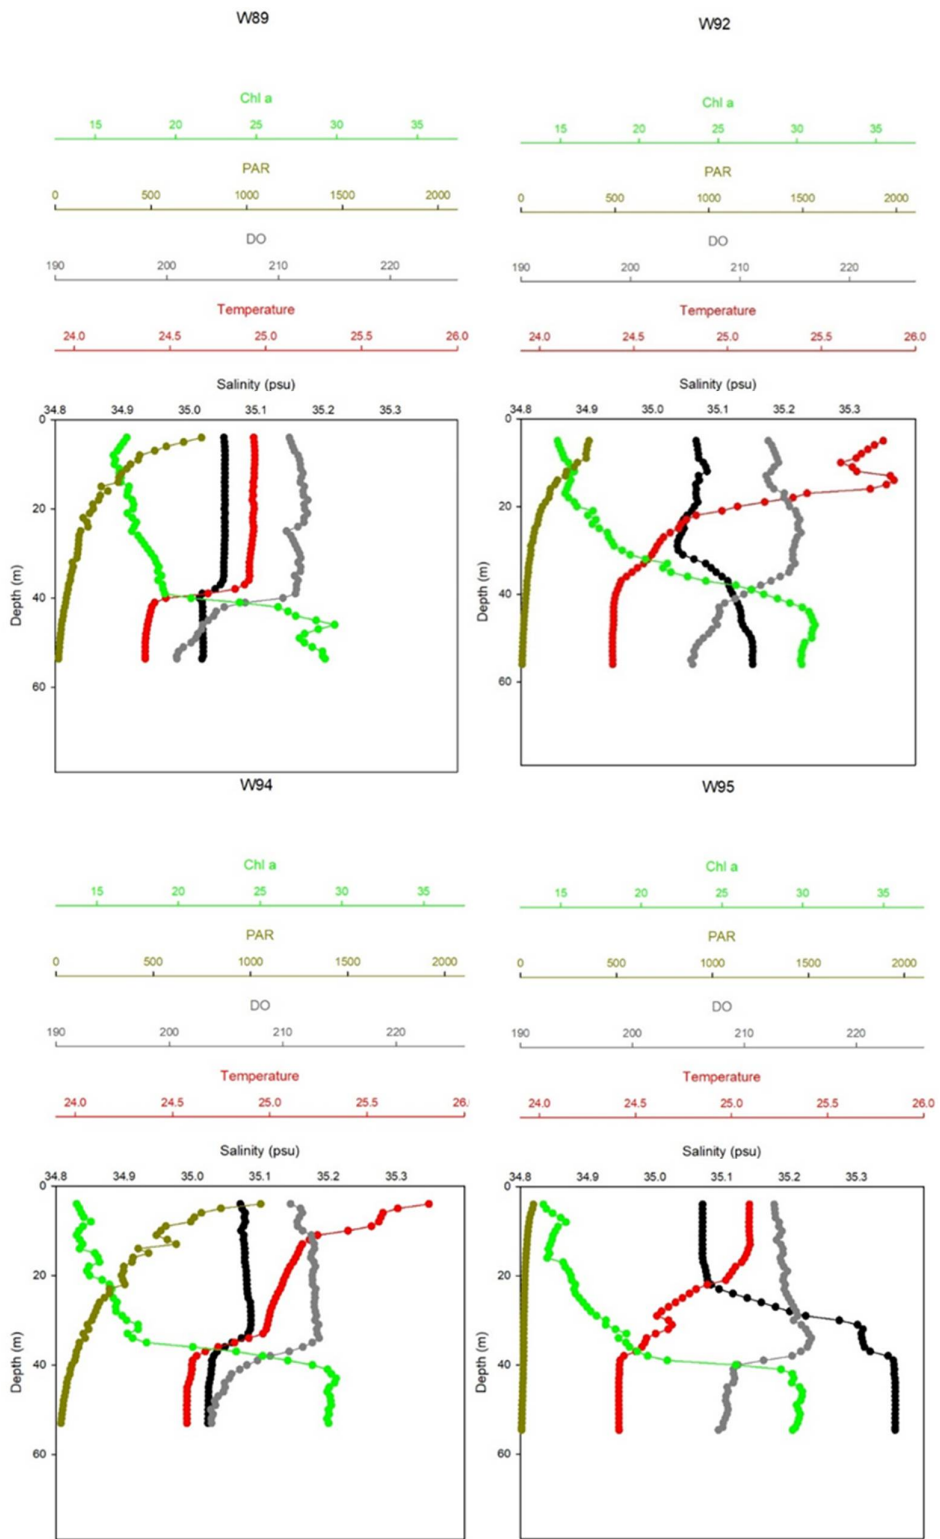 W89
Chl a
15 20 25 30 35
PAR
0 500 1000 1500 2000
DO
190 200 210 220
Temperature
24.0 24.5 25.0 25.5 26.0
Salinity (psu)
34.8 34.9 35.0 35.1 35.2 35.3
0
20
40
60
Depth (m)
W92
Chl a
15 20 25 30 35
PAR
0 500 1000 1500 2000
DO
190 200 210 220
Temperature
24.0 24.5 25.0 25.5 26.0
Salinity (psu)
34.8 34.9 35.0 35.1 35.2 35.3
0
20
40
60
Depth (m)
W94
Chl a
15 20 25 30 35
PAR
0 500 1000 1500 2000
DO
190 200 210 220
Temperature
24.0 24.5 25.0 25.5 26.
Salinity (psu)
34.8 34.9 35.0 35.1 35.2 35.3
0
20
40
60
Depth (m)
W95
Chl a
15 20 25 30 35
PAR
0 500 1000 1500 2000
DO
190 200 210 220
Temperature
24.0 24.5 25.0 25.5 26.0
Salinity (psu)
34.8 34.9 35.0 35.1 35.2 35.3
0
20
40
60
Depth (m)